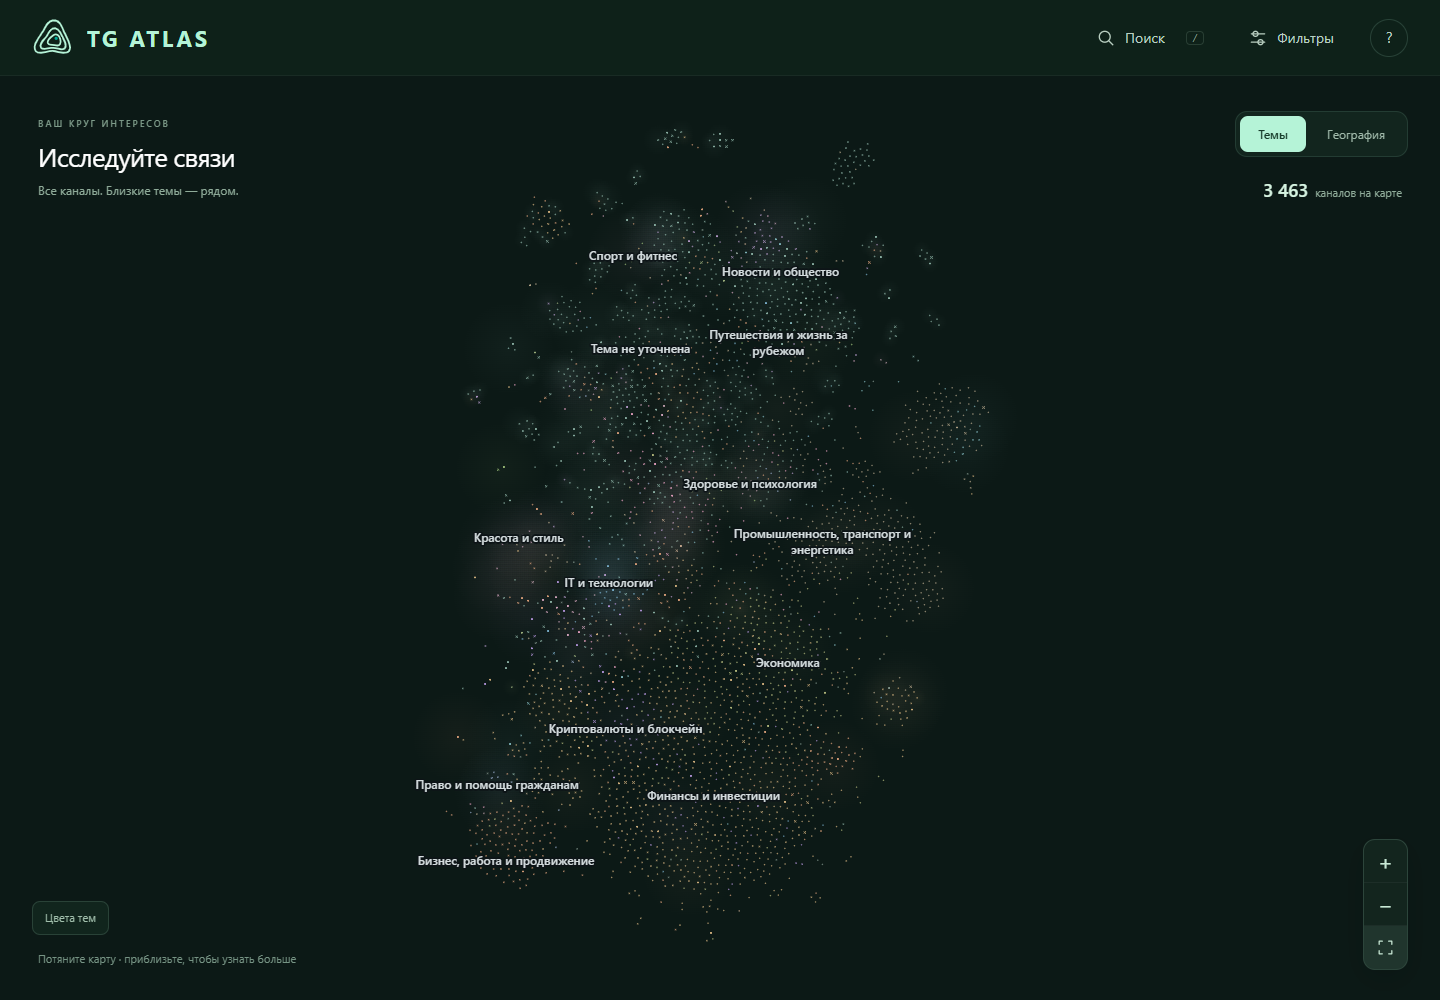 TG ATLAS
Поиск /
Фильтры
?
ВАШ КРУГ ИНТЕРЕСОВ
Исследуйте связи
Все каналы. Близкие темы — рядом.
Темы
География
3 463 каналов на карте
Спорт и фитнес
Новости и общество
Путешествия и жизнь за
рубежом
Тема не уточнена
Здоровье и психология
Красота и стиль
Промышленность, транспорт и
энергетика
IT и технологии
Экономика
Криптовалюты и блокчейн
Право и помощь гражданам
Финансы и инвестиции
Бизнес, работа и продвижение
Цвета тем
Потяните карту · приблизьте, чтобы узнать больше
+
−